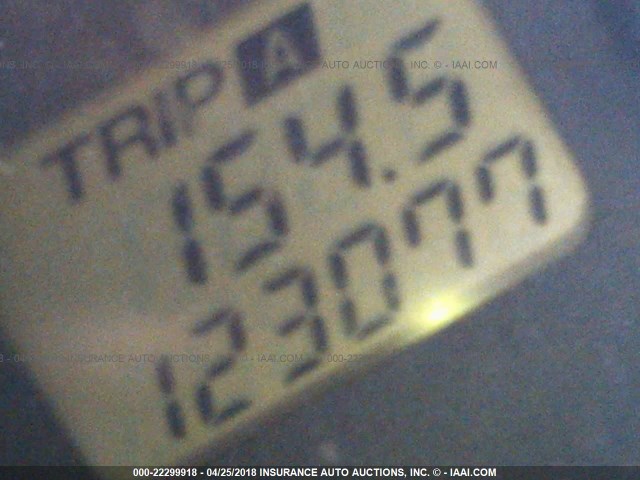 TRIP A
154.5
123077
000-22299918 - 04/25/2018 INSURANCE AUTO AUCTIONS, INC. © - IAAI.COM